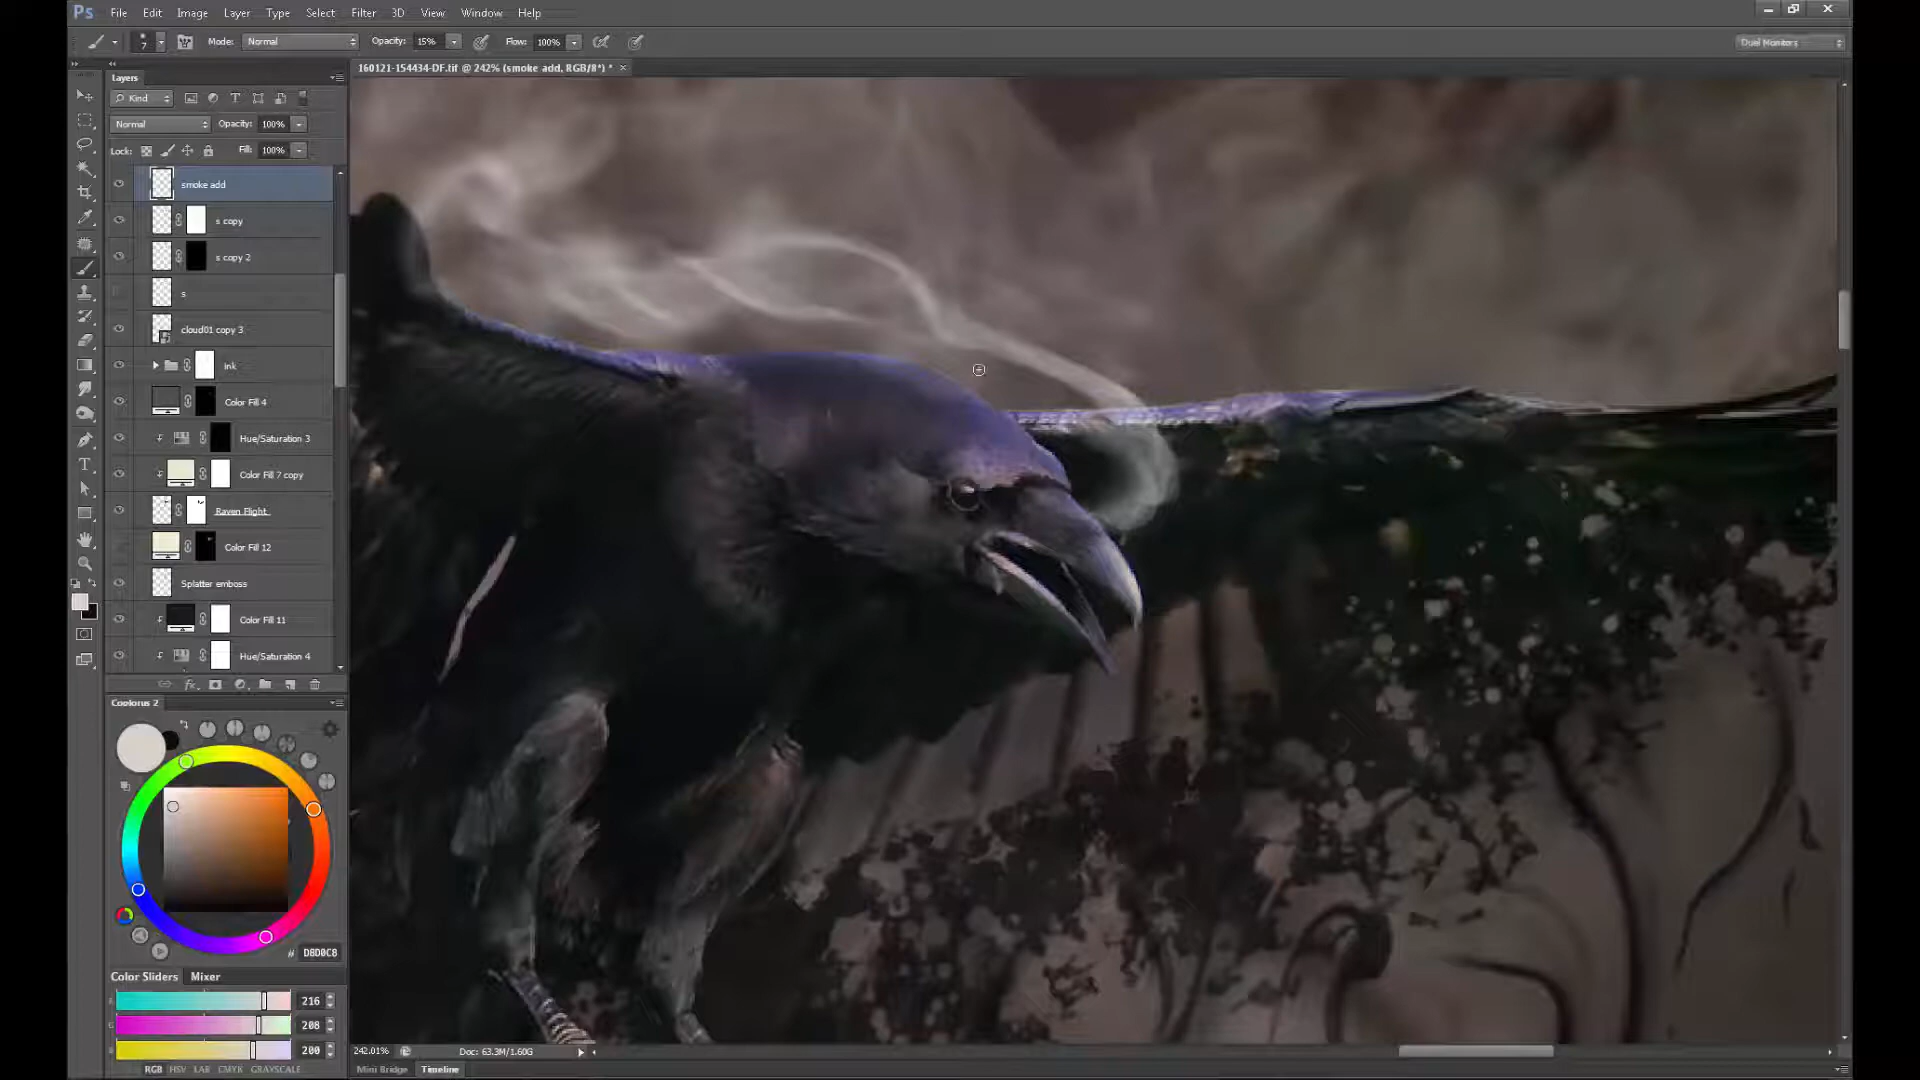 Ps File Edit Image Layer Type Select Filter 3D View Window Help
7 Mode: Normal Opacity: 15% Flow: 100% Dual Monitors
Layers
160121-154434-DF.tif @ 242% (smoke add, RGB/8*) * ×
Kind
Normal Opacity: 100%
Lock: Fill: 100%
smoke add
s copy
s copy 2
s
cloud01 copy 3
ink
Color Fill 4
Hue/Saturation 3
Color Fill 7 copy
Raven Flight
Color Fill 12
Splatter emboss
Color Fill 11
Hue/Saturation 4
fx
Coolorus 2
# D8D0C8
Color Sliders Mixer
216
208
200
RGB HSV LAB CMYK GRAYSCALE
242.01% Doc: 63.3M/1.60G
Mini Bridge Timeline